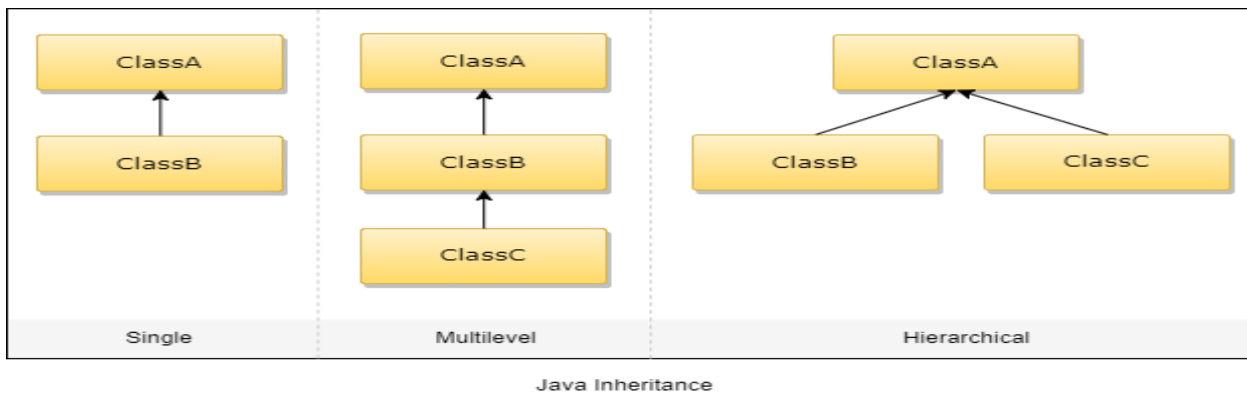 ClassA
ClassB
Single
ClassA
ClassB
ClassC
Multilevel
ClassA
ClassB
ClassC
Hierarchical
Java Inheritance